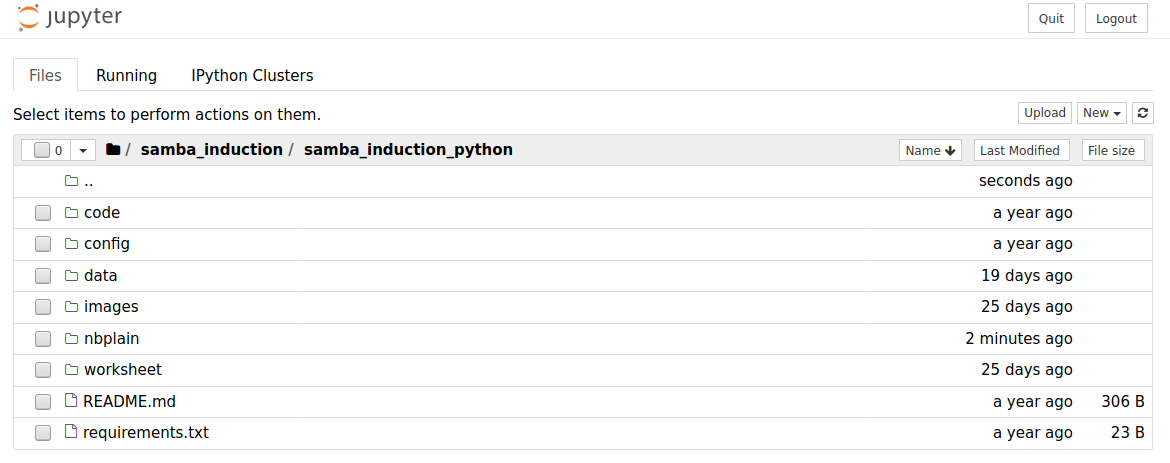 jupyter Quit Logout
Files Running IPython Clusters
Select items to perform actions on them. Upload New
0 / samba_induction / samba_induction_python Name Last Modified File size
.. seconds ago
code a year ago
config a year ago
data 19 days ago
images 25 days ago
nbplain 2 minutes ago
worksheet 25 days ago
README.md a year ago 306 B
requirements.txt a year ago 23 B